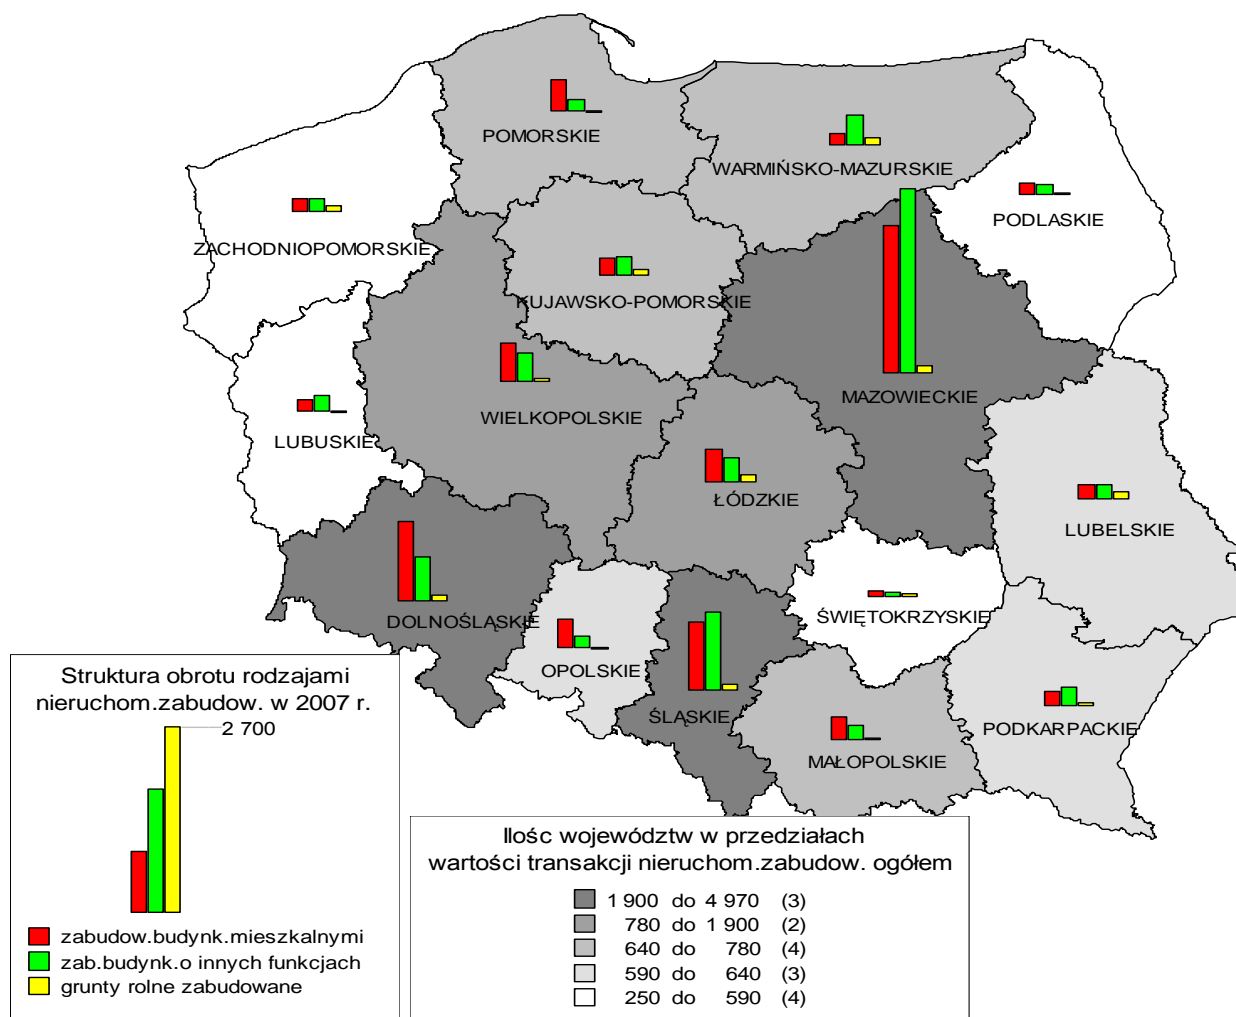 POMORSKIE
WARMIŃSKO-MAZURSKIE
PODLASKIE
ZACHODNIOPOMORSKIE
KUJAWSKO-POMORSKIE
MAZOWIECKIE
WIELKOPOLSKIE
LUBUSKIE
ŁÓDZKIE
LUBELSKIE
DOLNOŚLĄSKIE
ŚWIĘTOKRZYSKIE
OPOLSKIE
ŚLĄSKIE
PODKARPACKIE
MAŁOPOLSKIE
Struktura obrotu rodzajami
nieruchom.zabudow. w 2007 r.
2 700
zabudow.budynk.mieszkalnymi
zab.budynk.o innych funkcjach
grunty rolne zabudowane
Ilośc województw w przedziałach
wartości transakcji nieruchom.zabudow. ogółem
1 900 do 4 970 (3)
780 do 1 900 (2)
640 do 780 (4)
590 do 640 (3)
250 do 590 (4)